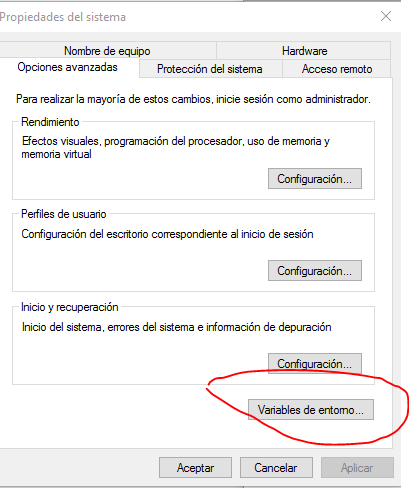 Propiedades del sistema
Nombre de equipo
Hardware
Opciones avanzadas
Protección del sistema
Acceso remoto
Para realizar la mayoría de estos cambios, inicie sesión como administrador.
Rendimiento
Efectos visuales, programación del procesador, uso de memoria y
memoria virtual
Configuración...
Perfiles de usuario
Configuración del escritorio correspondiente al inicio de sesión
Configuración...
Inicio y recuperación
Inicio del sistema, errores del sistema e información de depuración
Configuración...
Variables de entorno...
Aceptar
Cancelar
Aplicar